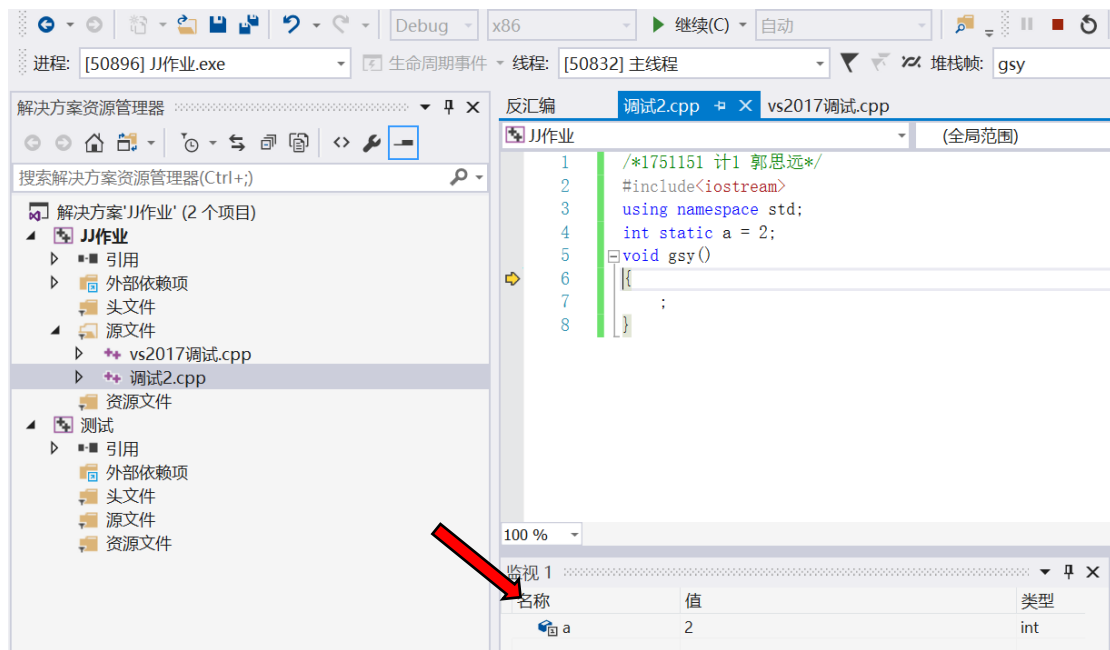 Debug x86 继续(C) 自动
进程: [50896] JJ作业.exe 生命周期事件 线程: [50832] 主线程 堆栈帧: gsy
解决方案资源管理器
搜索解决方案资源管理器(Ctrl+;)
解决方案'JJ作业' (2 个项目)
JJ作业
引用
外部依赖项
头文件
源文件
vs2017调试.cpp
调试2.cpp
资源文件
测试
引用
外部依赖项
头文件
源文件
资源文件
反汇编 调试2.cpp vs2017调试.cpp
JJ作业 (全局范围)
1 /*1751151 计1 郭思远*/
2 #include<iostream>
3 using namespace std;
4 int static a = 2;
5 void gsy()
6 {
7 ;
8 }
100 %
监视 1
名称 值 类型
a 2 int